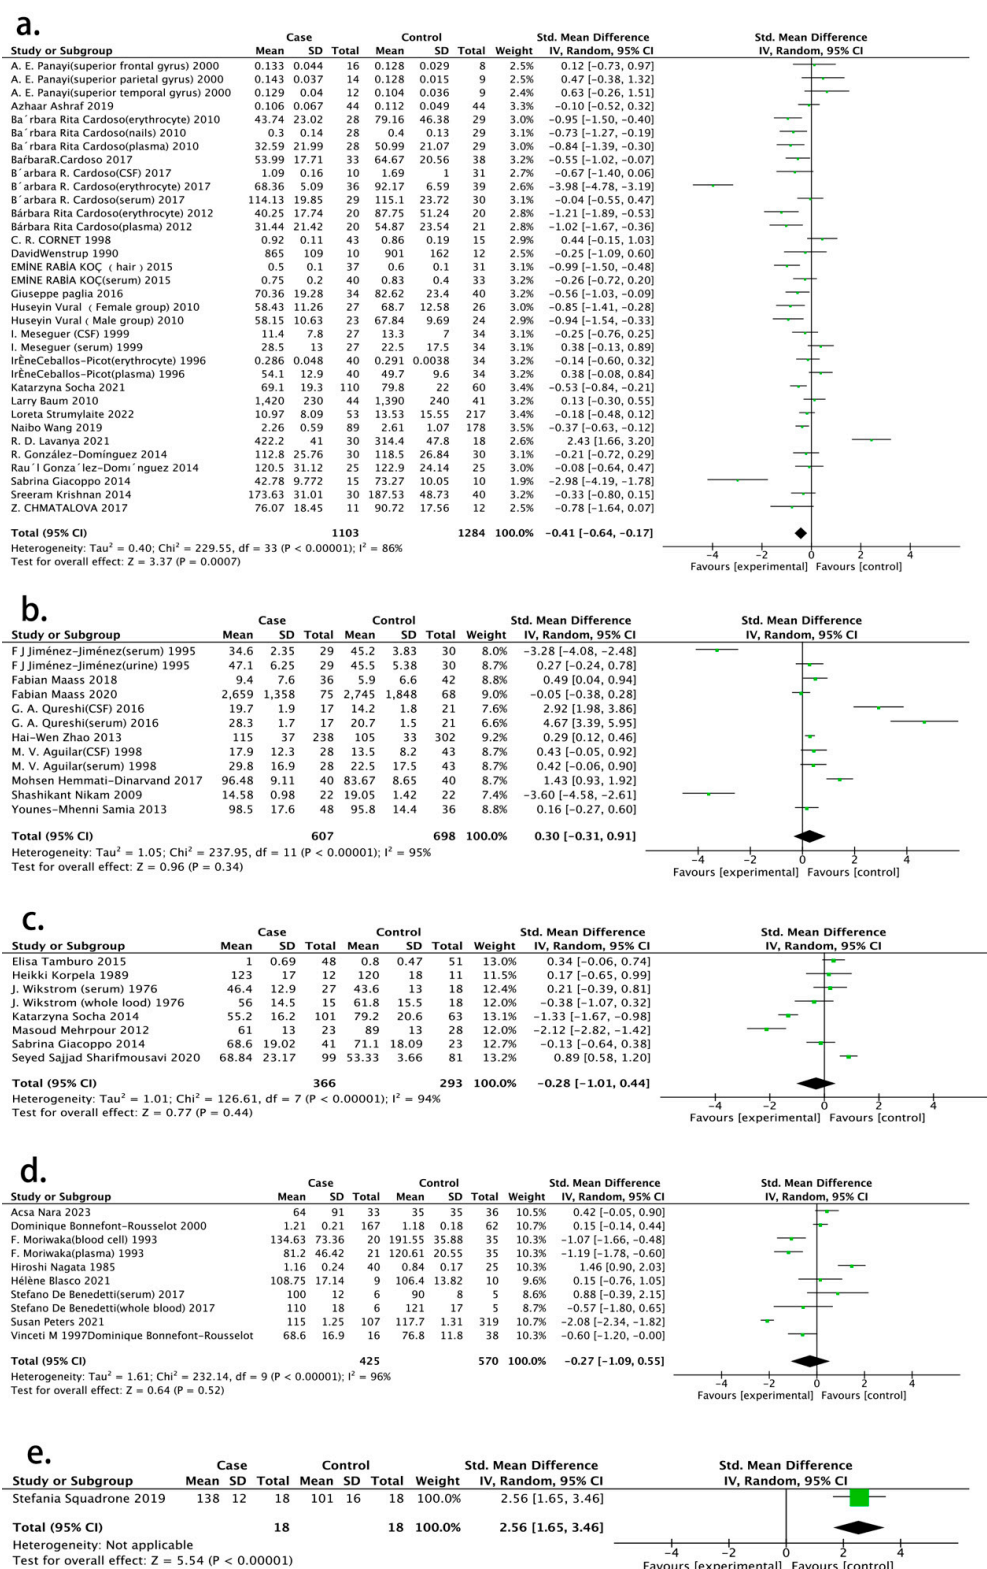 a.
Case Control Std. Mean Difference Std. Mean Difference
Study or Subgroup Mean SD Total Mean SD Total Weight IV, Random, 95% CI IV, Random, 95% CI
A. E. Panayi(superior frontal gyrus) 2000 0.133 0.044 16 0.128 0.029 8 2.5% 0.12 [-0.73, 0.97]
A. E. Panayi(superior parietal gyrus) 2000 0.143 0.037 14 0.128 0.015 9 2.5% 0.47 [-0.38, 1.32]
A. E. Panayi(superior temporal gyrus) 2000 0.129 0.04 12 0.104 0.036 9 2.4% 0.63 [-0.26, 1.51]
Azhaar Ashraf 2019 0.106 0.067 44 0.112 0.049 44 3.4% -0.10 [-0.52, 0.32]
Ba´rbara Rita Cardoso(erythrocyte) 2010 43.74 23.02 28 79.16 46.38 29 3.1% -0.95 [-1.50, -0.40]
Ba´rbara Rita Cardoso(nails) 2010 0.3 0.14 28 0.4 0.13 29 3.1% -0.73 [-1.27, -0.19]
Ba´rbara Rita Cardoso(plasma) 2010 32.59 21.99 28 50.99 21.07 29 3.1% -0.84 [-1.39, -0.30]
BaŕbaraR.Cardoso 2017 53.99 17.71 33 64.67 20.56 38 3.3% -0.55 [-1.02, -0.07]
B´arbara R. Cardoso(CSF) 2017 1.09 0.16 10 1.69 1 31 2.7% -0.67 [-1.40, 0.06]
B´arbara R. Cardoso(erythrocyte) 2017 68.36 5.09 36 92.17 6.59 39 2.6% -3.98 [-4.78, -3.19]
B´arbara R. Cardoso(serum) 2017 114.13 19.85 29 115.1 23.72 30 3.2% -0.04 [-0.55, 0.47]
Bárbara Rita Cardoso(erythrocyte) 2012 40.25 17.74 20 87.75 51.24 20 2.8% -1.21 [-1.89, -0.53]
Bárbara Rita Cardoso(plasma) 2012 31.44 21.42 20 54.87 23.54 21 2.9% -1.02 [-1.67, -0.36]
C. R. CORNET 1998 0.92 0.11 43 0.86 0.19 15 3.0% 0.44 [-0.15, 1.03]
DavidWenstrup 1990 865 109 10 901 162 12 2.5% -0.25 [-1.09, 0.60]
EMİNE RABİA KOÇ （hair）2015 0.5 0.1 37 0.6 0.1 31 3.2% -0.99 [-1.50, -0.48]
EMİNE RABİA KOÇ(serum) 2015 0.75 0.2 40 0.83 0.4 33 3.3% -0.26 [-0.72, 0.20]
Giuseppe paglia 2016 70.36 19.28 34 82.62 23.4 40 3.3% -0.56 [-1.03, -0.09]
Huseyin Vural（Female group) 2010 58.43 11.26 27 68.7 12.58 26 3.1% -0.85 [-1.41, -0.28]
Huseyin Vural（Male group) 2010 58.15 10.63 23 67.84 9.69 24 3.0% -0.94 [-1.54, -0.33]
I. Meseguer (CSF) 1999 11.4 7.8 27 13.3 7 34 3.2% -0.25 [-0.76, 0.25]
I. Meseguer (serum) 1999 28.5 13 27 22.5 17.5 34 3.2% 0.38 [-0.13, 0.89]
IrÈneCeballos-Picot(erythrocyte) 1996 0.286 0.048 40 0.291 0.0038 34 3.3% -0.14 [-0.60, 0.32]
IrÈneCeballos-Picot(plasma) 1996 54.1 12.9 40 49.7 9.6 34 3.3% 0.38 [-0.08, 0.84]
Katarzyna Socha 2021 69.1 19.3 110 79.8 22 60 3.5% -0.53 [-0.84, -0.21]
Larry Baum 2010 1,420 230 44 1,390 240 41 3.4% 0.13 [-0.30, 0.55]
Loreta Strumylaite 2022 10.97 8.09 53 13.53 15.55 217 3.5% -0.18 [-0.48, 0.12]
Naibo Wang 2019 2.26 0.59 89 2.61 1.07 178 3.6% -0.37 [-0.63, -0.12]
R. D. Lavanya 2021 422.2 41 30 314.4 47.8 18 2.6% 2.43 [1.66, 3.20]
R. González-Domínguez 2014 112.8 25.76 30 118.5 26.84 30 3.2% -0.21 [-0.72, 0.29]
Rau´l Gonza´lez-Domı´nguez 2014 120.5 31.12 25 122.9 24.14 25 3.1% -0.08 [-0.64, 0.47]
Sabrina Giacoppo 2014 42.78 9.772 15 73.27 10.05 10 1.9% -2.98 [-4.19, -1.78]
Sreeram Krishnan 2014 173.63 31.01 30 187.53 48.73 40 3.3% -0.33 [-0.80, 0.15]
Z. CHMATALOVA 2017 76.07 18.45 11 90.72 17.56 12 2.5% -0.78 [-1.64, 0.07]
Total (95% CI) 1103 1284 100.0% -0.41 [-0.64, -0.17]
Heterogeneity: Tau² = 0.40; Chi² = 229.55, df = 33 (P < 0.00001); I² = 86%
Test for overall effect: Z = 3.37 (P = 0.0007)
-4 -2 0 2 4
Favours [experimental] Favours [control]
b.
Case Control Std. Mean Difference Std. Mean Difference
Study or Subgroup Mean SD Total Mean SD Total Weight IV, Random, 95% CI IV, Random, 95% CI
F J Jiménez-Jiménez(serum) 1995 34.6 2.35 29 45.2 3.83 30 8.0% -3.28 [-4.08, -2.48]
F J Jiménez-Jiménez(urine) 1995 47.1 6.25 29 45.5 5.38 30 8.7% 0.27 [-0.24, 0.78]
Fabian Maass 2018 9.4 7.6 36 5.9 6.6 42 8.8% 0.49 [0.04, 0.94]
Fabian Maass 2020 2,659 1,358 75 2,745 1,848 68 9.0% -0.05 [-0.38, 0.28]
G. A. Qureshi(CSF) 2016 19.7 1.9 17 14.2 1.8 21 7.6% 2.92 [1.98, 3.86]
G. A. Qureshi(serum) 2016 28.3 1.7 17 20.7 1.5 21 6.6% 4.67 [3.39, 5.95]
Hai-Wen Zhao 2013 115 37 238 105 33 302 9.2% 0.29 [0.12, 0.46]
M. V. Aguilar(CSF) 1998 17.9 12.3 28 13.5 8.2 43 8.7% 0.43 [-0.05, 0.92]
M. V. Aguilar(serum) 1998 29.8 16.9 28 22.5 17.5 43 8.7% 0.42 [-0.06, 0.90]
Mohsen Hemmati-Dinarvand 2017 96.48 9.11 40 83.67 8.65 40 8.7% 1.43 [0.93, 1.92]
Shashikant Nikam 2009 14.58 0.98 22 19.05 1.42 22 7.5% -3.60 [-4.58, -2.61]
Younes-Mhenni Samia 2013 98.5 17.6 48 95.8 14.4 36 8.8% 0.16 [-0.27, 0.60]
Total (95% CI) 607 698 100.0% 0.30 [-0.31, 0.91]
Heterogeneity: Tau² = 1.05; Chi² = 237.95, df = 11 (P < 0.00001); I² = 95%
Test for overall effect: Z = 0.96 (P = 0.34)
-4 -2 0 2 4
Favours [experimental] Favours [control]
c.
Case Control Std. Mean Difference Std. Mean Difference
Study or Subgroup Mean SD Total Mean SD Total Weight IV, Random, 95% CI IV, Random, 95% CI
Elisa Tamburo 2015 1 0.69 48 0.8 0.47 51 13.0% 0.34 [-0.06, 0.74]
Heikki Korpela 1989 123 17 12 120 18 11 11.5% 0.17 [-0.65, 0.99]
J. Wikstrom (serum) 1976 46.4 12.9 27 43.6 13 18 12.4% 0.21 [-0.39, 0.81]
J. Wikstrom (whole lood) 1976 56 14.5 15 61.8 15.5 18 12.0% -0.38 [-1.07, 0.32]
Katarzyna Socha 2014 55.2 16.2 101 79.2 20.6 63 13.1% -1.33 [-1.67, -0.98]
Masoud Mehrpour 2012 61 13 23 89 13 28 12.0% -2.12 [-2.82, -1.42]
Sabrina Giacoppo 2014 68.6 19.02 41 71.1 18.09 23 12.7% -0.13 [-0.64, 0.38]
Seyed Sajjad Sharifmousavi 2020 68.84 23.17 99 53.33 3.66 81 13.2% 0.89 [0.58, 1.20]
Total (95% CI) 366 293 100.0% -0.28 [-1.01, 0.44]
Heterogeneity: Tau² = 1.01; Chi² = 126.61, df = 7 (P < 0.00001); I² = 94%
Test for overall effect: Z = 0.77 (P = 0.44)
-4 -2 0 2 4
Favours [experimental] Favours [control]
d.
Case Control Std. Mean Difference Std. Mean Difference
Study or Subgroup Mean SD Total Mean SD Total Weight IV, Random, 95% CI IV, Random, 95% CI
Acsa Nara 2023 64 91 33 35 35 36 10.5% 0.42 [-0.05, 0.90]
Dominique Bonnefont-Rousselot 2000 1.21 0.21 167 1.18 0.18 62 10.7% 0.15 [-0.14, 0.44]
F. Moriwaka(blood cell) 1993 134.63 73.36 20 191.55 35.88 35 10.3% -1.07 [-1.66, -0.48]
F. Moriwaka(plasma) 1993 81.2 46.42 21 120.61 20.55 35 10.3% -1.19 [-1.78, -0.60]
Hiroshi Nagata 1985 1.16 0.24 40 0.84 0.17 25 10.3% 1.46 [0.90, 2.03]
Hélène Blasco 2021 108.75 17.14 9 106.4 13.82 10 9.6% 0.15 [-0.76, 1.05]
Stefano De Benedetti(serum) 2017 100 12 6 90 8 5 8.6% 0.88 [-0.39, 2.15]
Stefano De Benedetti(whole blood) 2017 110 18 6 121 17 5 8.7% -0.57 [-1.80, 0.65]
Susan Peters 2021 115 1.25 107 117.7 1.31 319 10.7% -2.08 [-2.34, -1.82]
Vinceti M 1997Dominique Bonnefont-Rousselot 68.6 16.9 16 76.8 11.8 38 10.3% -0.60 [-1.20, -0.00]
Total (95% CI) 425 570 100.0% -0.27 [-1.09, 0.55]
Heterogeneity: Tau² = 1.61; Chi² = 232.14, df = 9 (P < 0.00001); I² = 96%
Test for overall effect: Z = 0.64 (P = 0.52)
-4 -2 0 2 4
Favours [experimental] Favours [control]
e.
Case Control Std. Mean Difference Std. Mean Difference
Study or Subgroup Mean SD Total Mean SD Total Weight IV, Random, 95% CI IV, Random, 95% CI
Stefania Squadrone 2019 138 12 18 101 16 18 100.0% 2.56 [1.65, 3.46]
Total (95% CI) 18 18 100.0% 2.56 [1.65, 3.46]
Heterogeneity: Not applicable
Test for overall effect: Z = 5.54 (P < 0.00001)
-4 -2 0 2 4
Favours [experimental] Favours [control]